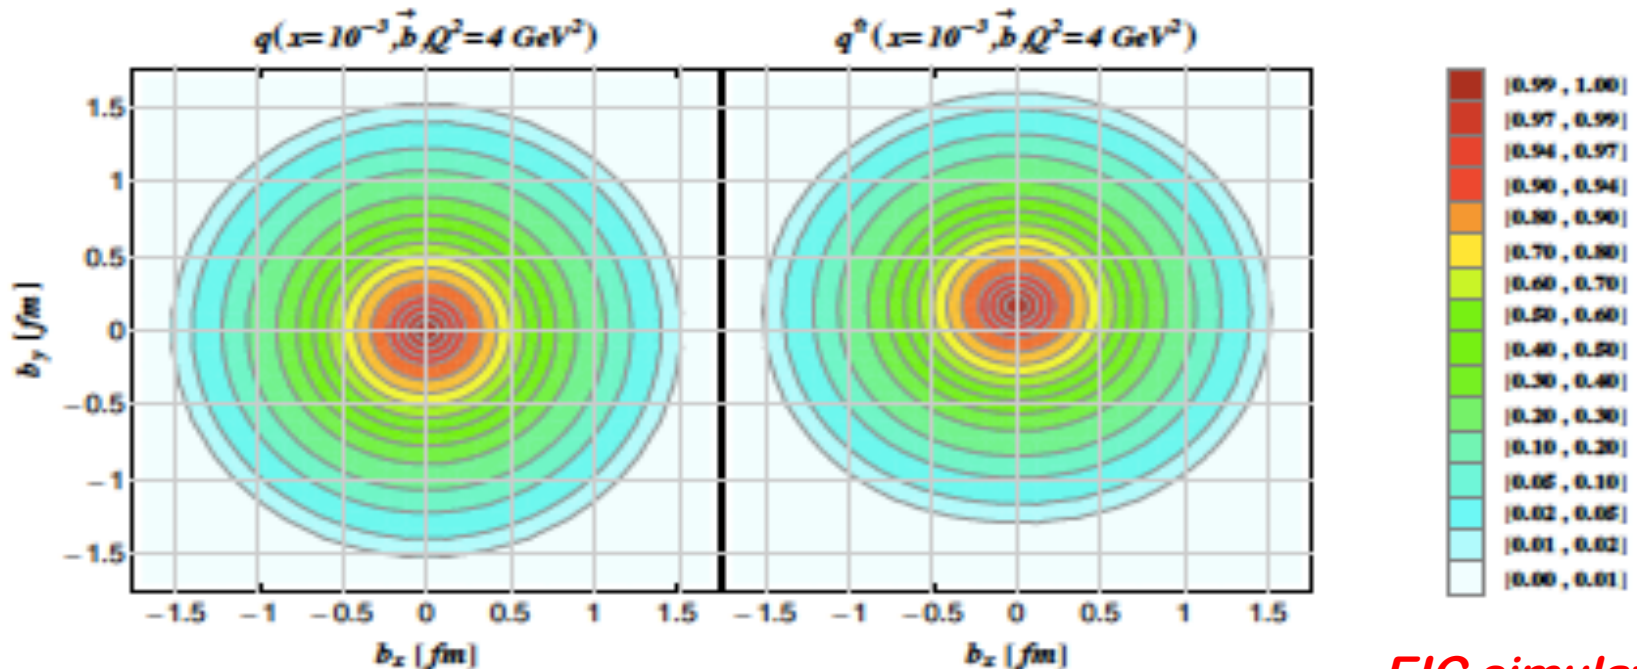 q(x=10⁻³,b⃗,Q²=4 GeV²)
q⇑(x=10⁻³,b⃗,Q²=4 GeV²)
1.5
1
0.5
0
−0.5
−1
−1.5
b_y [fm]
−1.5 −1 −0.5 0 0.5 1 1.5
−1.5 −1 −0.5 0 0.5 1 1.5
b_x [fm]
b_x [fm]
|0.99 , 1.00|
|0.97 , 0.99|
|0.94 , 0.97|
|0.90 , 0.94|
|0.80 , 0.90|
|0.70 , 0.80|
|0.60 , 0.70|
|0.50 , 0.60|
|0.40 , 0.50|
|0.30 , 0.40|
|0.20 , 0.30|
|0.10 , 0.20|
|0.05 , 0.10|
|0.02 , 0.05|
|0.01 , 0.02|
|0.00 , 0.01|